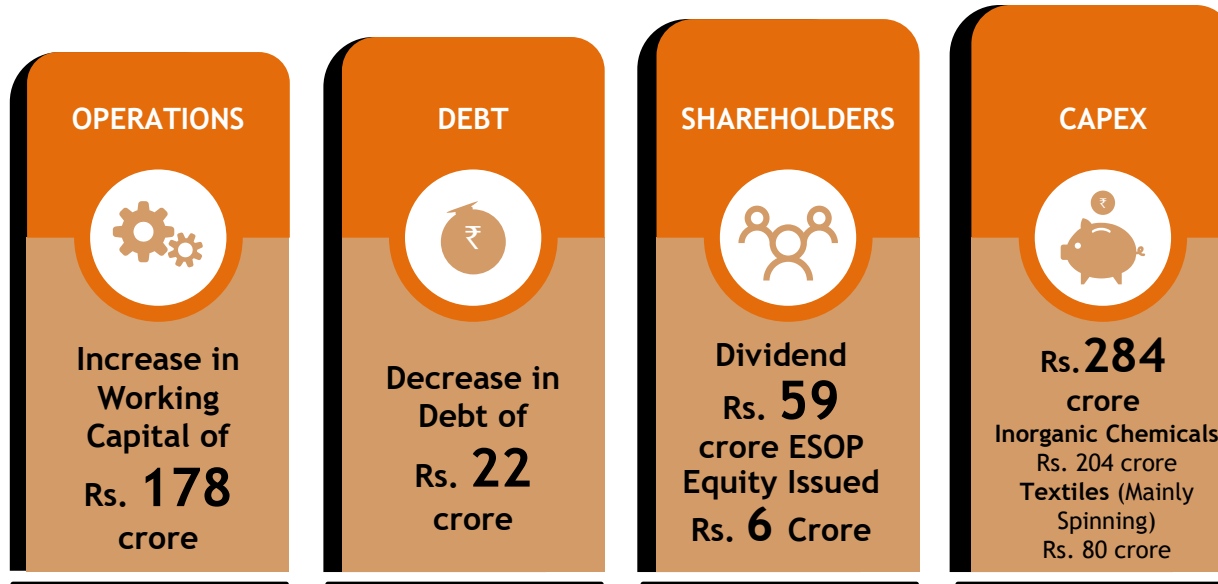 OPERATIONS
₹
Increase in
Working
Capital of
Rs. 178
crore
DEBT
₹
Decrease in
Debt of
Rs. 22
crore
SHAREHOLDERS
Dividend
Rs. 59
crore ESOP
Equity Issued
Rs. 6 Crore
CAPEX
₹
Rs.284
crore
Inorganic Chemicals
Rs. 204 crore
Textiles (Mainly
Spinning)
Rs. 80 crore